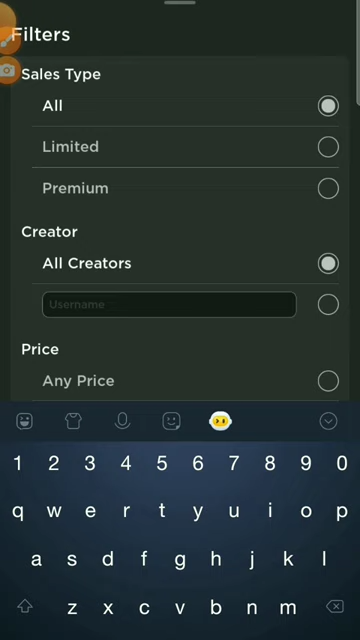 Filters
Sales Type
All
Limited
Premium
Creator
All Creators
Username
Price
Any Price
1 2 3 4 5 6 7 8 9 0
q w e r t y u i o p
a s d f g h j k l
z x c v b n m